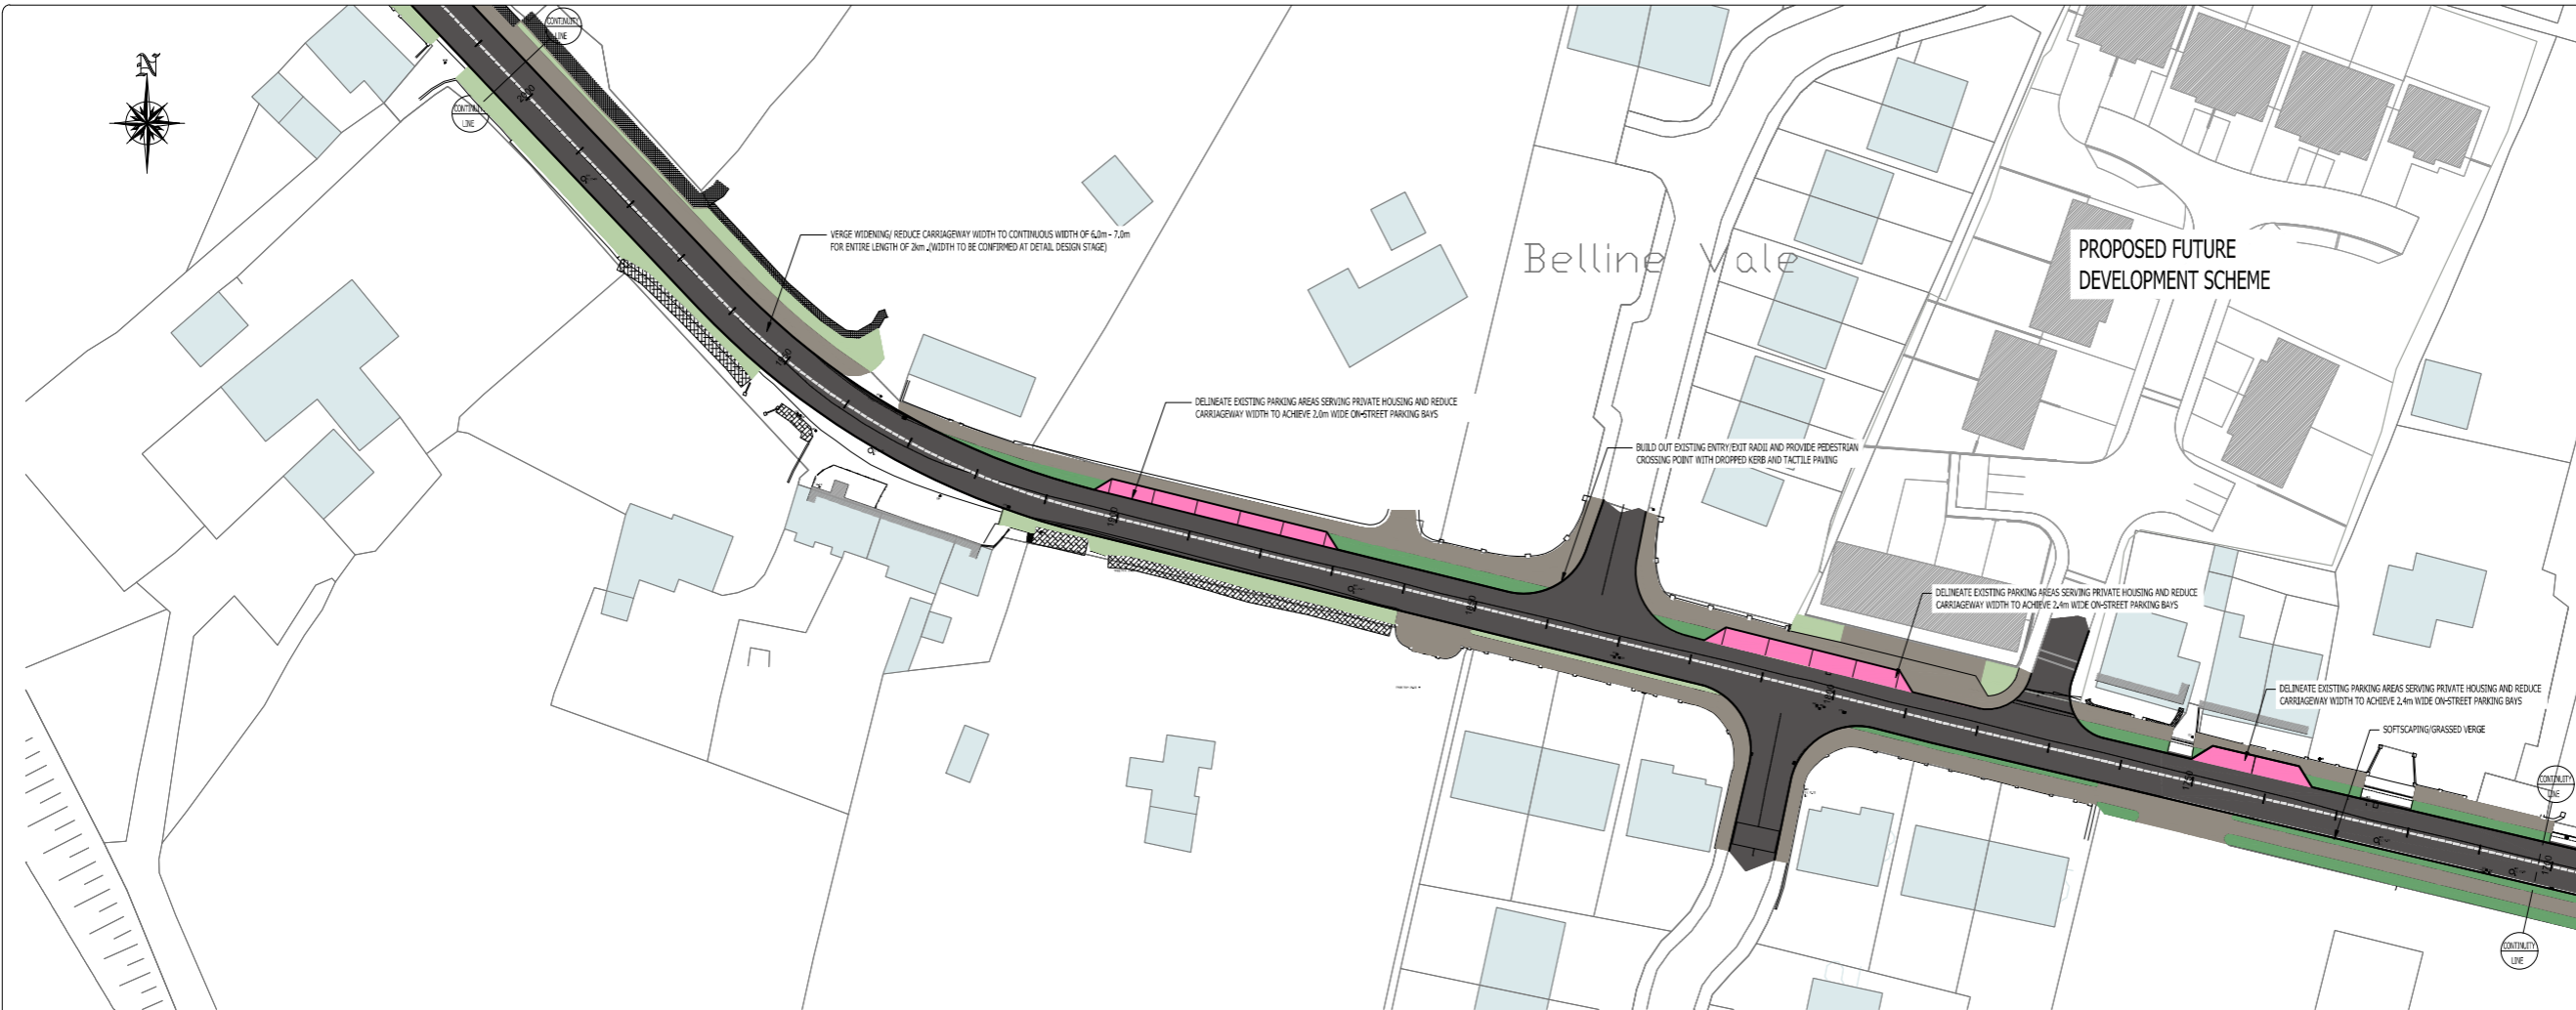 CONTINUITY
LINE
N
CONTINUITY
LINE
VERGE WIDENING/ REDUCE CARRIAGEWAY WIDTH TO CONTINUOUS WIDTH OF 6.0m - 7.0m
FOR ENTIRE LENGTH OF 2km .(WIDTH TO BE CONFIRMED AT DETAIL DESIGN STAGE)
Belline Vale
PROPOSED FUTURE
DEVELOPMENT SCHEME
DELINEATE EXISTING PARKING AREAS SERVING PRIVATE HOUSING AND REDUCE
CARRIAGEWAY WIDTH TO ACHIEVE 2.0m WIDE ON-STREET PARKING BAYS
BUILD OUT EXISTING ENTRY/EXIT RADII AND PROVIDE PEDESTRIAN
CROSSING POINT WITH DROPPED KERB AND TACTILE PAVING
DELINEATE EXISTING PARKING AREAS SERVING PRIVATE HOUSING AND REDUCE
CARRIAGEWAY WIDTH TO ACHIEVE 2.4m WIDE ON-STREET PARKING BAYS
DELINEATE EXISTING PARKING AREAS SERVING PRIVATE HOUSING AND REDUCE
CARRIAGEWAY WIDTH TO ACHIEVE 2.4m WIDE ON-STREET PARKING BAYS
SOFTSCAPING/GRASSED VERGE
CONTINUITY
LINE
CONTINUITY
LINE